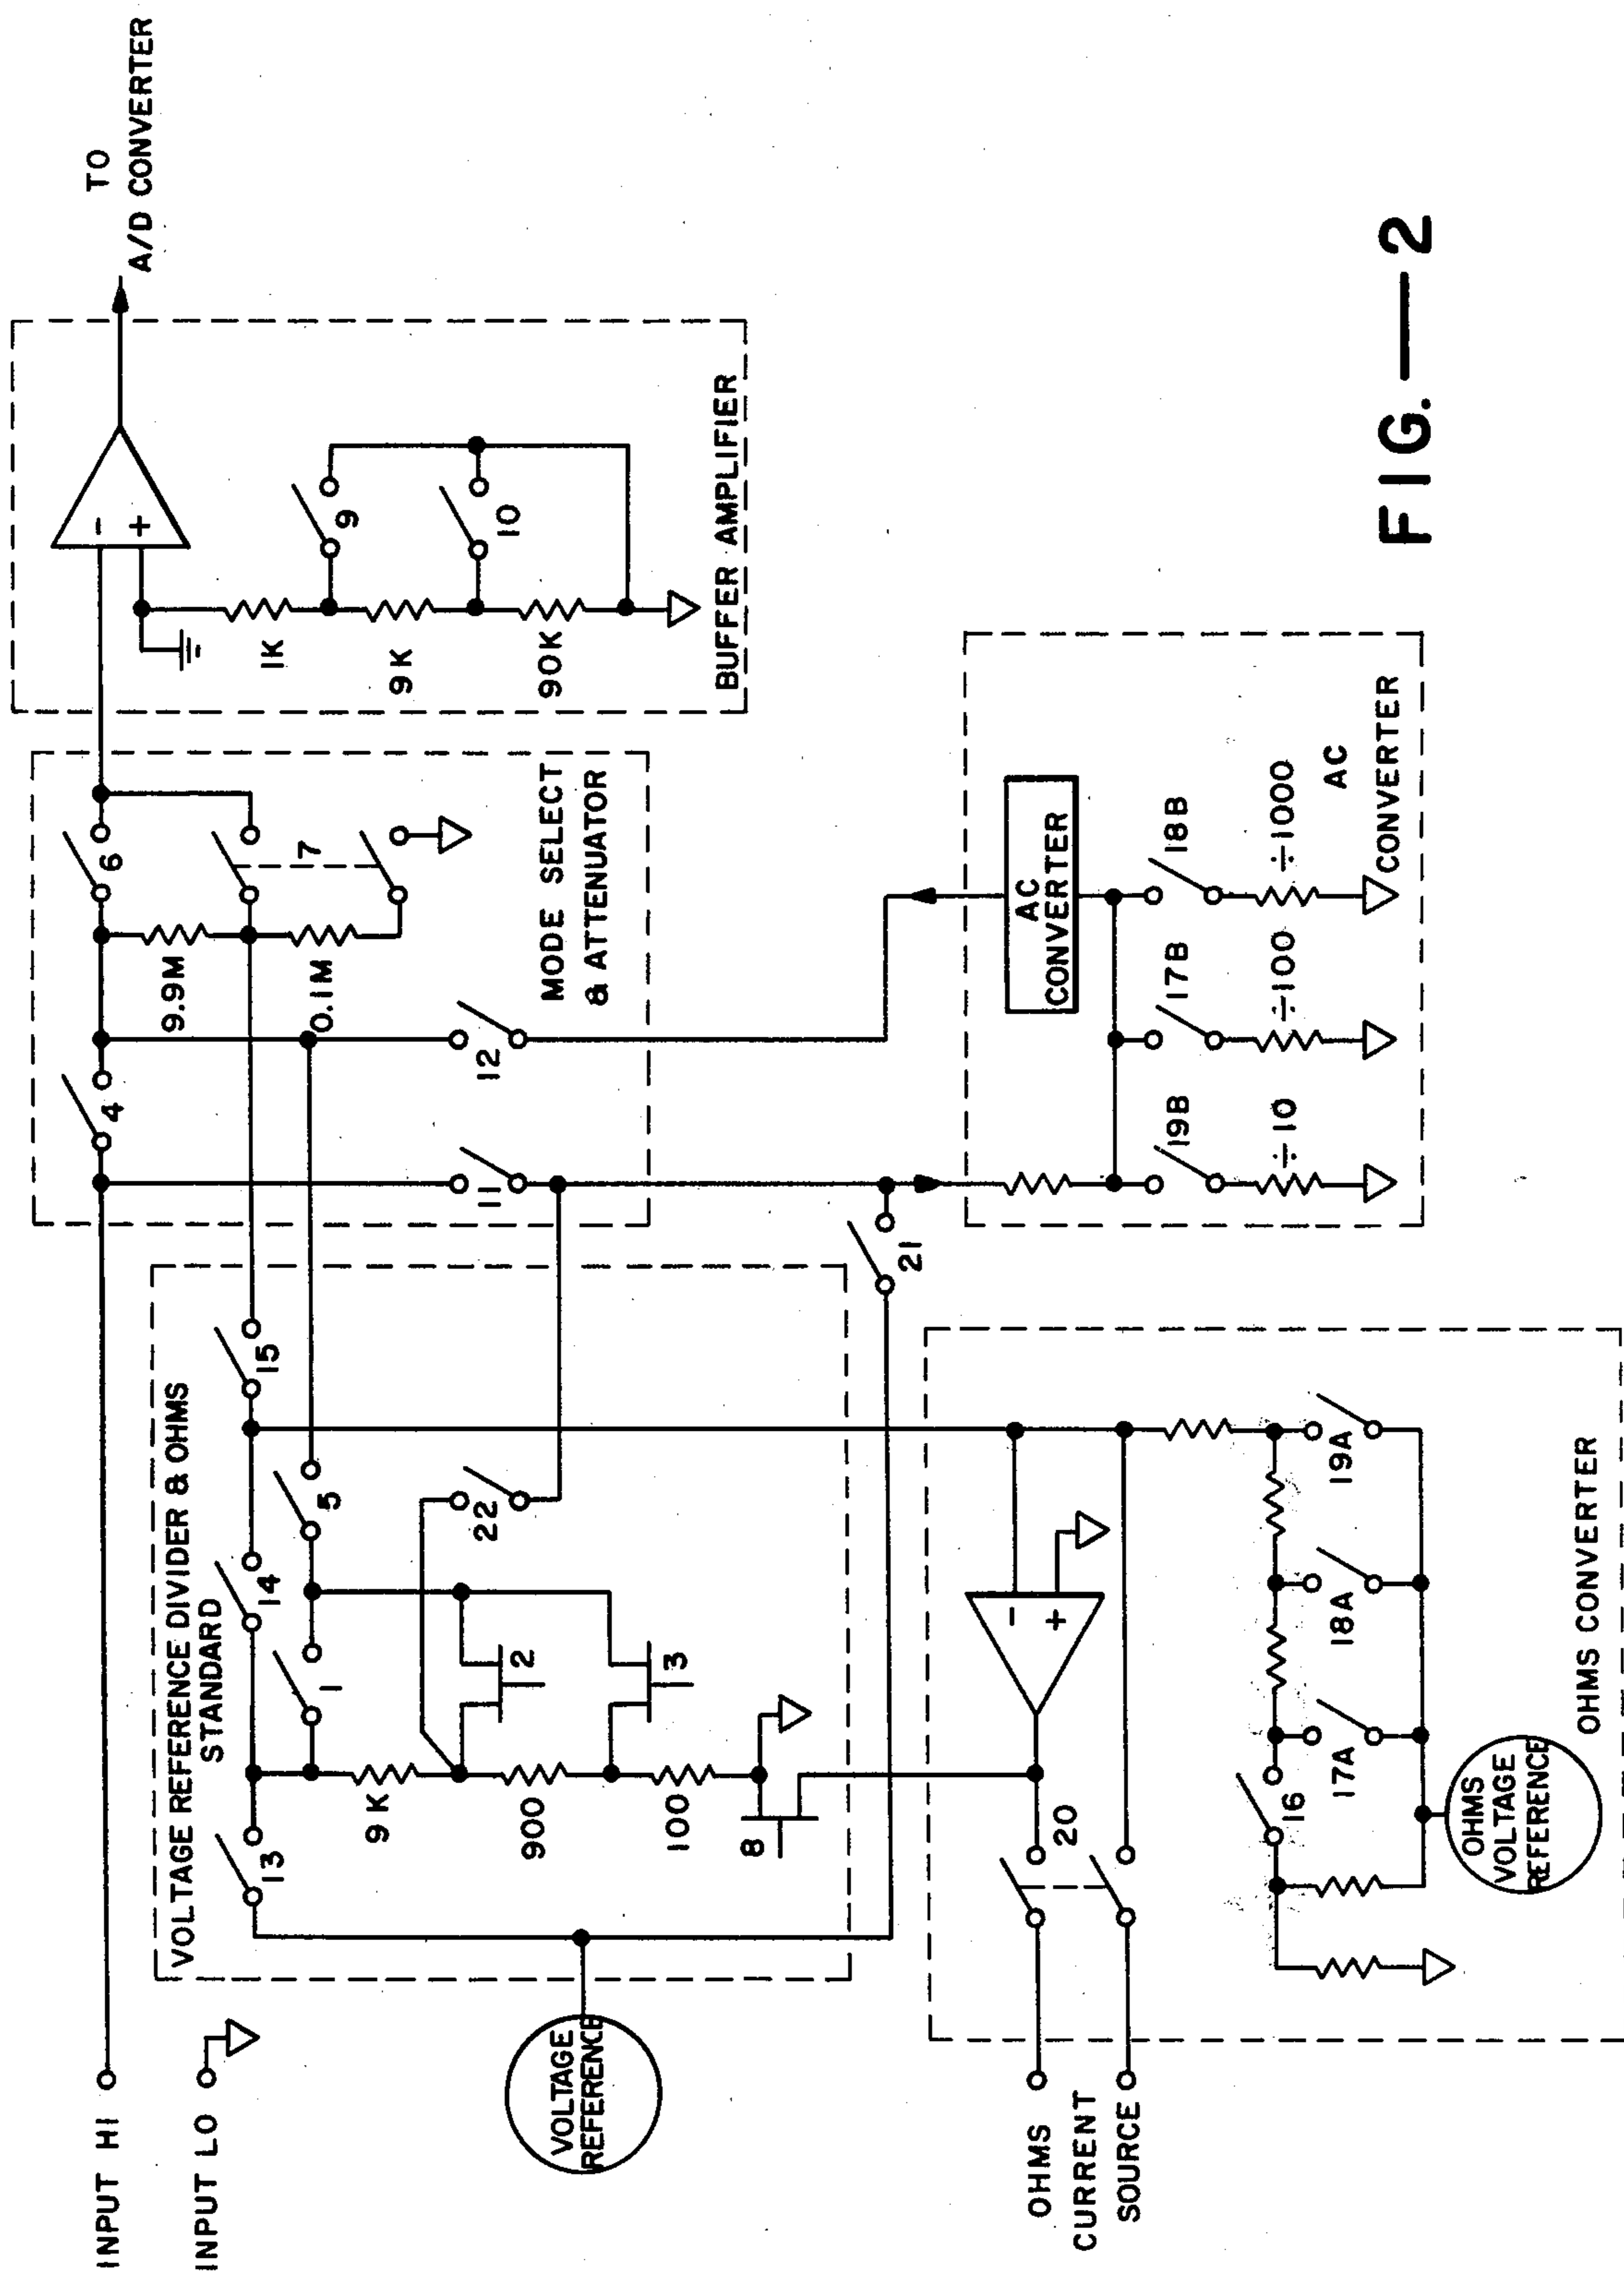 TO
A/D CONVERTER
INPUT HI
INPUT LO
4
6
7
9.9M
0.1M
12
11
MODE SELECT
& ATTENUATOR
-
+
1K
9K
90K
9
10
BUFFER AMPLIFIER
VOLTAGE REFERENCE DIVIDER & OHMS
STANDARD
13
14
15
1
5
9K
900
100
2
3
22
8
VOLTAGE
REFERENCE
21
AC
CONVERTER
19B
17B
18B
÷10
÷100
÷1000
AC
CONVERTER
OHMS
CURRENT
SOURCE
20
-
+
16
17A
18A
19A
OHMS
VOLTAGE
REFERENCE
OHMS CONVERTER
FIG.—2